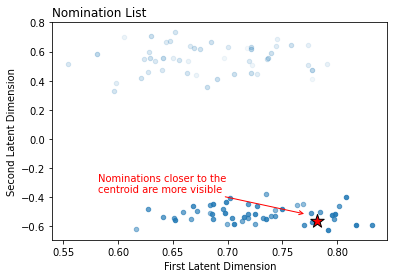 Nomination List
Second Latent Dimension
0.8
0.6
0.4
0.2
0.0
−0.2
−0.4
−0.6
Nominations closer to the
centroid are more visible
0.55
0.60
0.65
0.70
0.75
0.80
First Latent Dimension